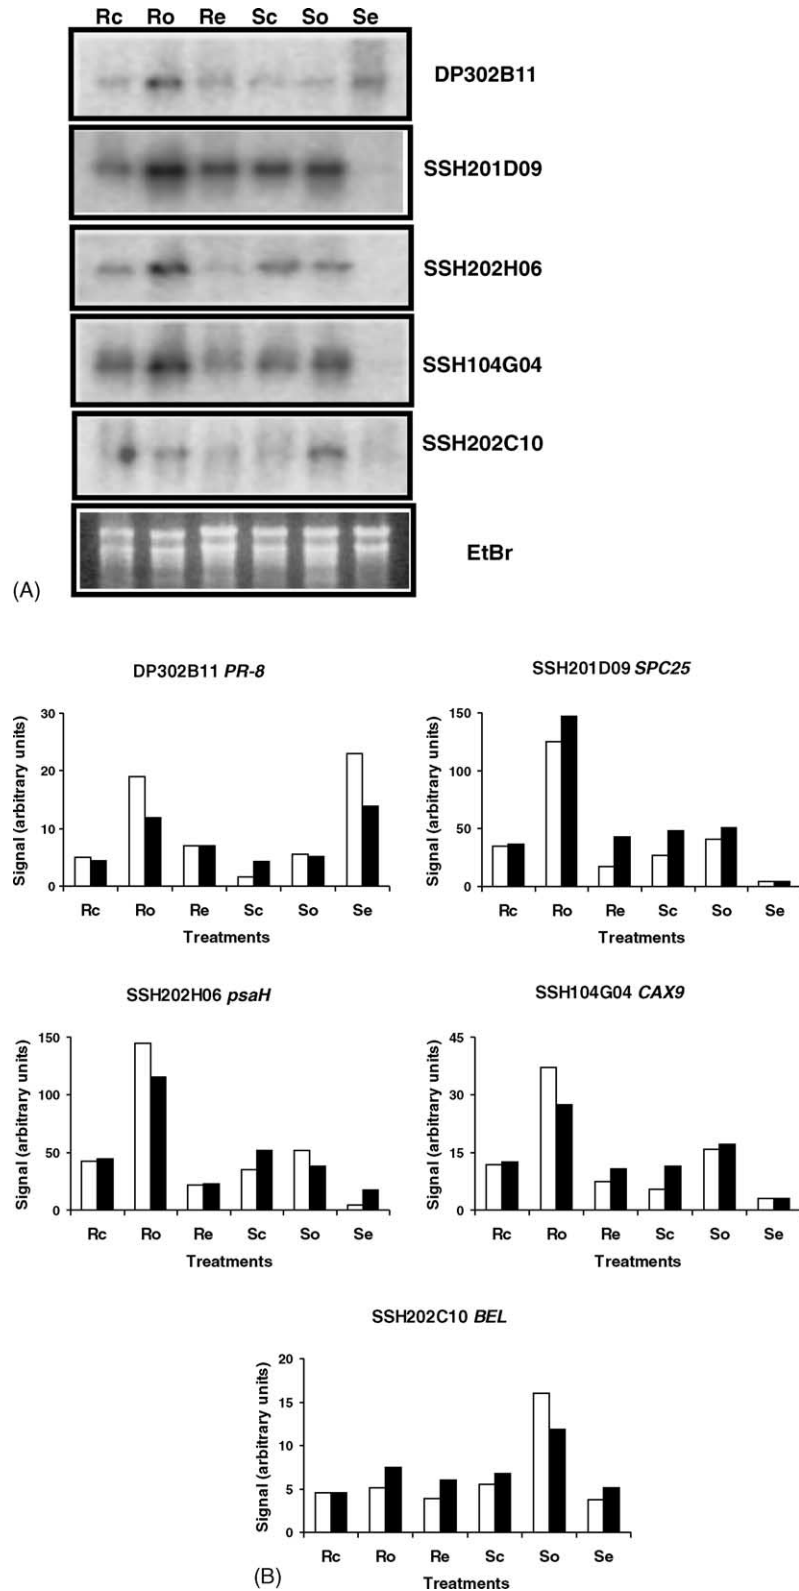 Rc Ro Re Sc So Se
DP302B11
SSH201D09
SSH202H06
SSH104G04
SSH202C10
EtBr
(A)
DP302B11 PR-8
Signal (arbitrary units)
30
20
10
0
Rc Ro Re Sc So Se
Treatments
SSH201D09 SPC25
Signal (arbitrary units)
150
100
50
0
Rc Ro Re Sc So Se
Treatments
SSH202H06 psaH
Signal (arbitrary units)
150
100
50
0
Rc Ro Re Sc So Se
Treatments
SSH104G04 CAX9
Signal (arbitrary units)
45
30
15
0
Rc Ro Re Sc So Se
Treatments
SSH202C10 BEL
Signal (arbitrary units)
20
15
10
5
0
Rc Ro Re Sc So Se
Treatments
(B)